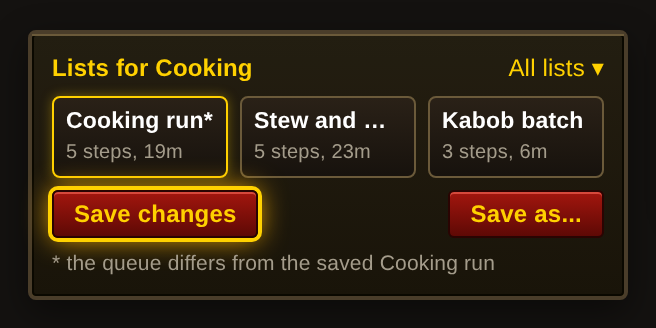 Lists for Cooking
All lists ▾
Cooking run*
5 steps, 19m
Stew and …
5 steps, 23m
Kabob batch
3 steps, 6m
Save changes
Save as...
* the queue differs from the saved Cooking run